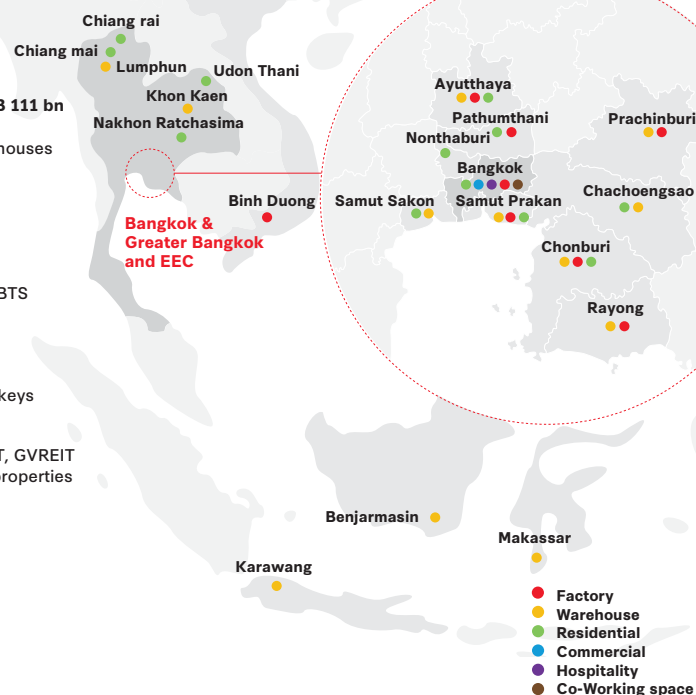 Chiang rai
Chiang mai
Lumphun
Udon Thani
Khon Kaen
Nakhon Ratchasima
Binh Duong
Bangkok &
Greater Bangkok
and EEC
B 111 bn
houses
BTS
keys
T, GVREIT
properties
Ayutthaya
Pathumthani
Nonthaburi
Bangkok
Samut Sakon
Samut Prakan
Prachinburi
Chachoengsao
Chonburi
Rayong
Benjarmasin
Makassar
Karawang
Factory
Warehouse
Residential
Commercial
Hospitality
Co-Working space